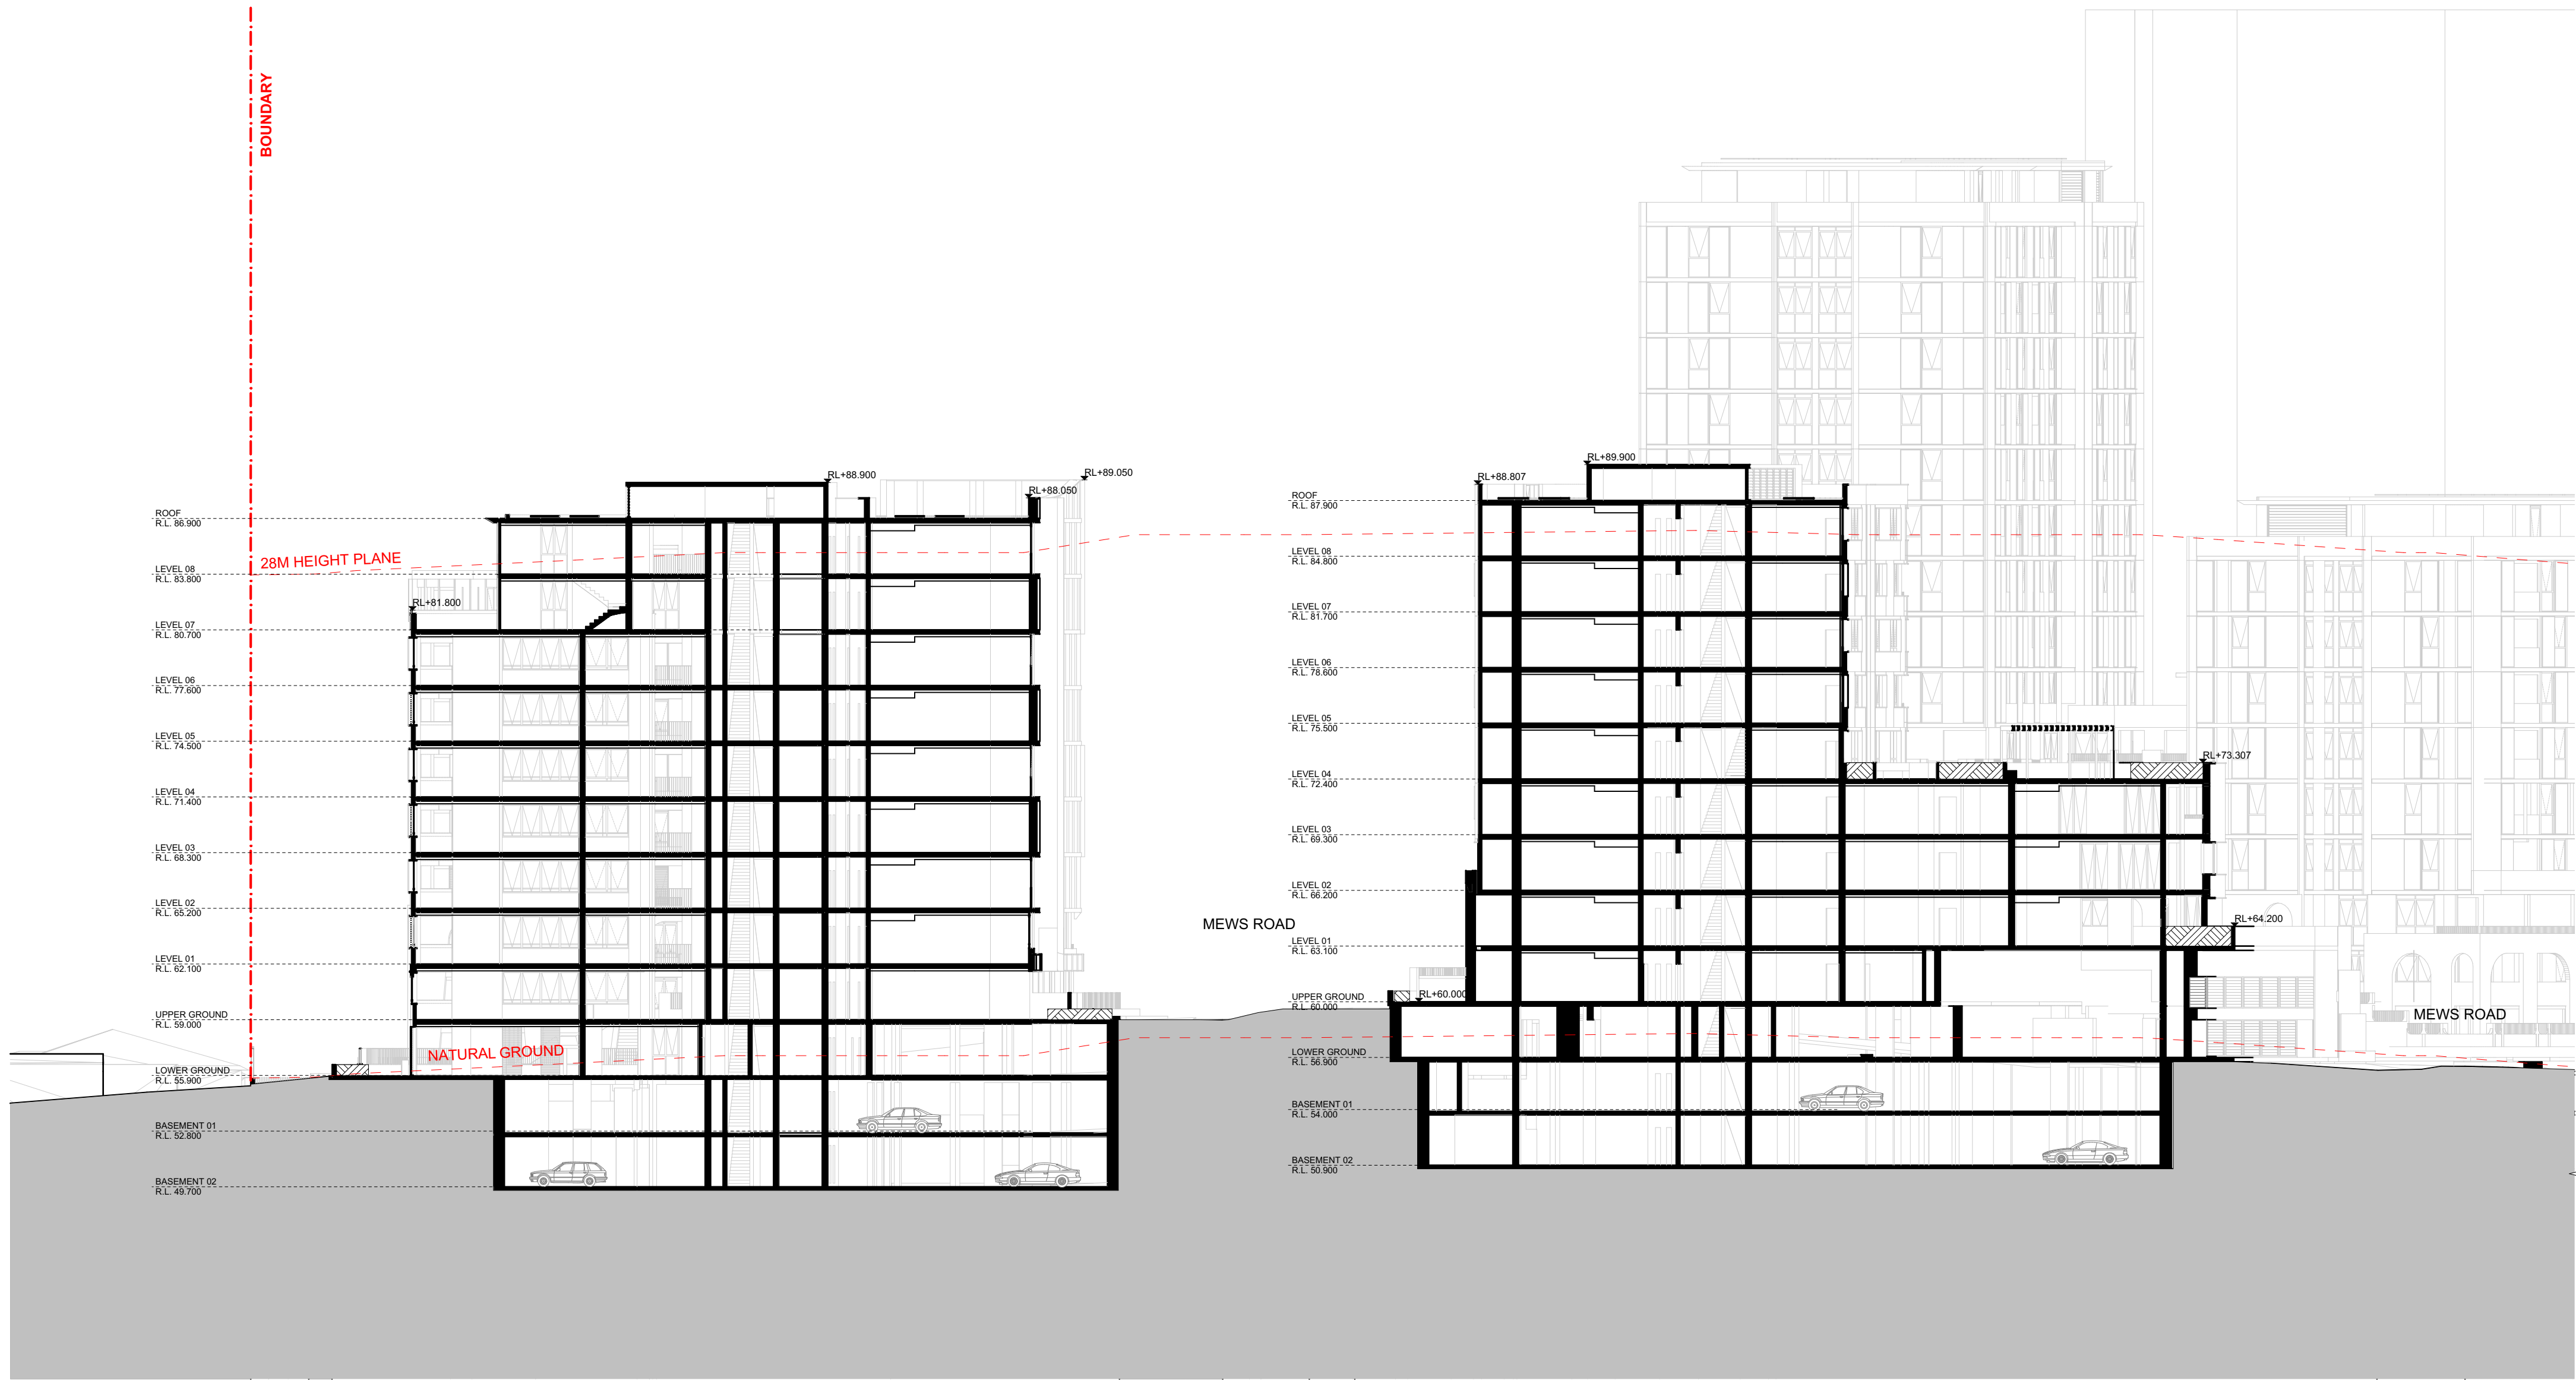 BOUNDARY
28M HEIGHT PLANE
NATURAL GROUND
RL+88.900
RL+89.050
RL+88.050
RL+81.800
ROOF
R.L. 86.900
LEVEL 08
R.L. 83.800
LEVEL 07
R.L. 80.700
LEVEL 06
R.L. 77.600
LEVEL 05
R.L. 74.500
LEVEL 04
R.L. 71.400
LEVEL 03
R.L. 68.300
LEVEL 02
R.L. 65.200
LEVEL 01
R.L. 62.100
UPPER GROUND
R.L. 59.000
LOWER GROUND
R.L. 55.900
BASEMENT 01
R.L. 52.800
BASEMENT 02
R.L. 49.700
MEWS ROAD
RL+89.900
RL+88.807
ROOF
R.L. 87.900
LEVEL 08
R.L. 84.800
LEVEL 07
R.L. 81.700
LEVEL 06
R.L. 78.600
LEVEL 05
R.L. 75.500
LEVEL 04
R.L. 72.400
LEVEL 03
R.L. 69.300
LEVEL 02
R.L. 66.200
LEVEL 01
R.L. 63.100
UPPER GROUND
R.L. 60.000
LOWER GROUND
R.L. 56.900
BASEMENT 01
R.L. 54.000
BASEMENT 02
R.L. 50.900
RL+60.000
RL+73.307
RL+64.200
MEWS ROAD